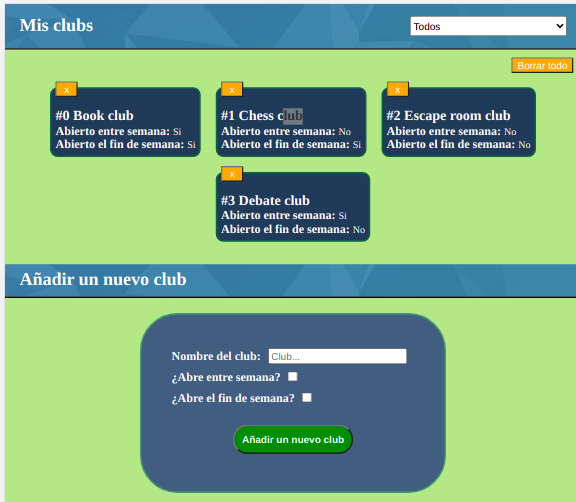 Mis clubs
Todos
Borrar todo
x
#0 Book club
Abierto entre semana: Si
Abierto el fin de semana: Si
x
#1 Chess club
Abierto entre semana: No
Abierto el fin de semana: Si
x
#2 Escape room club
Abierto entre semana: No
Abierto el fin de semana: No
x
#3 Debate club
Abierto entre semana: Si
Abierto el fin de semana: No
Añadir un nuevo club
Nombre del club: Club...
¿Abre entre semana?
¿Abre el fin de semana?
Añadir un nuevo club